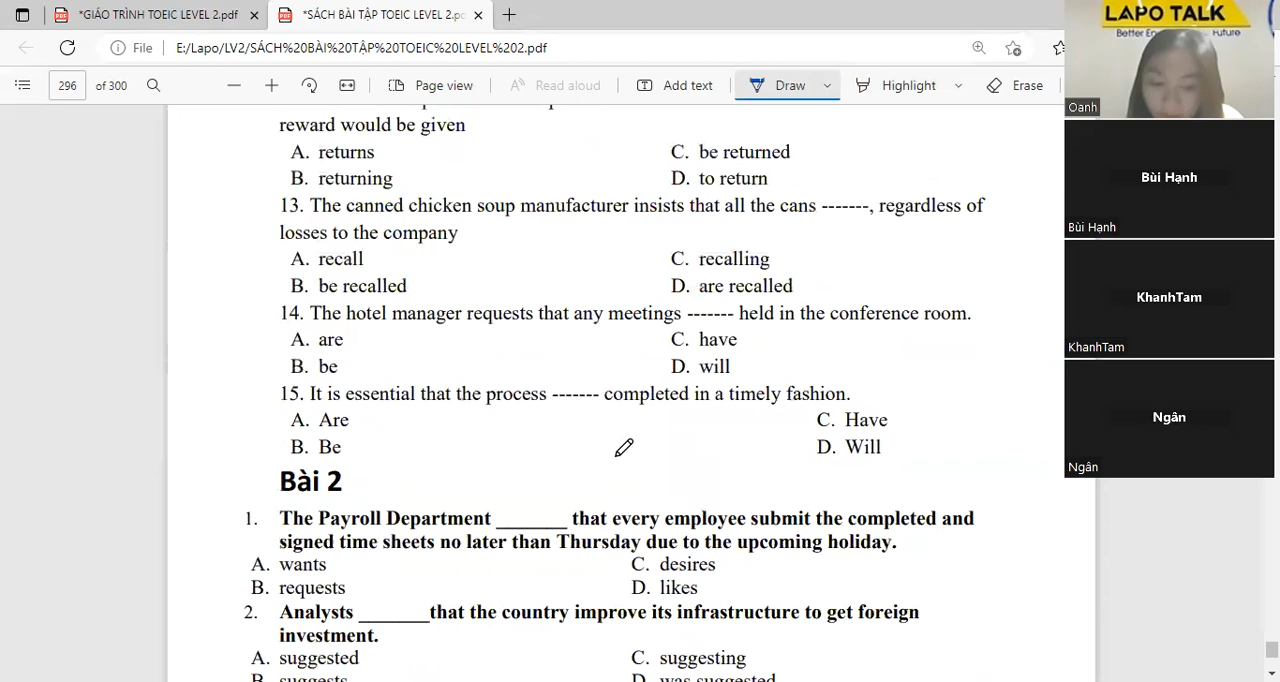 *GIÁO TRÌNH TOEIC LEVEL 2.pdf
*SÁCH BÀI TẬP TOEIC LEVEL 2.pd
File E:/Lapo/LV2/SÁCH%20BÀI%20TẬP%20TOEIC%20LEVEL%202.pdf
296 of 300 Page view Read aloud Add text Draw Highlight Erase
reward would be given
A. returns C. be returned
B. returning D. to return
13. The canned chicken soup manufacturer insists that all the cans -------, regardless of
losses to the company
A. recall C. recalling
B. be recalled D. are recalled
14. The hotel manager requests that any meetings ------- held in the conference room.
A. are C. have
B. be D. will
15. It is essential that the process ------- completed in a timely fashion.
A. Are C. Have
B. Be D. Will
Bài 2
1. The Payroll Department _______ that every employee submit the completed and
signed time sheets no later than Thursday due to the upcoming holiday.
A. wants C. desires
B. requests D. likes
2. Analysts _______that the country improve its infrastructure to get foreign
investment.
A. suggested C. suggesting
B. suggests D. was suggested
LAPO TALK
Better
Future
Oanh
Bùi Hạnh
Bùi Hạnh
KhanhTam
KhanhTam
Ngân
Ngân